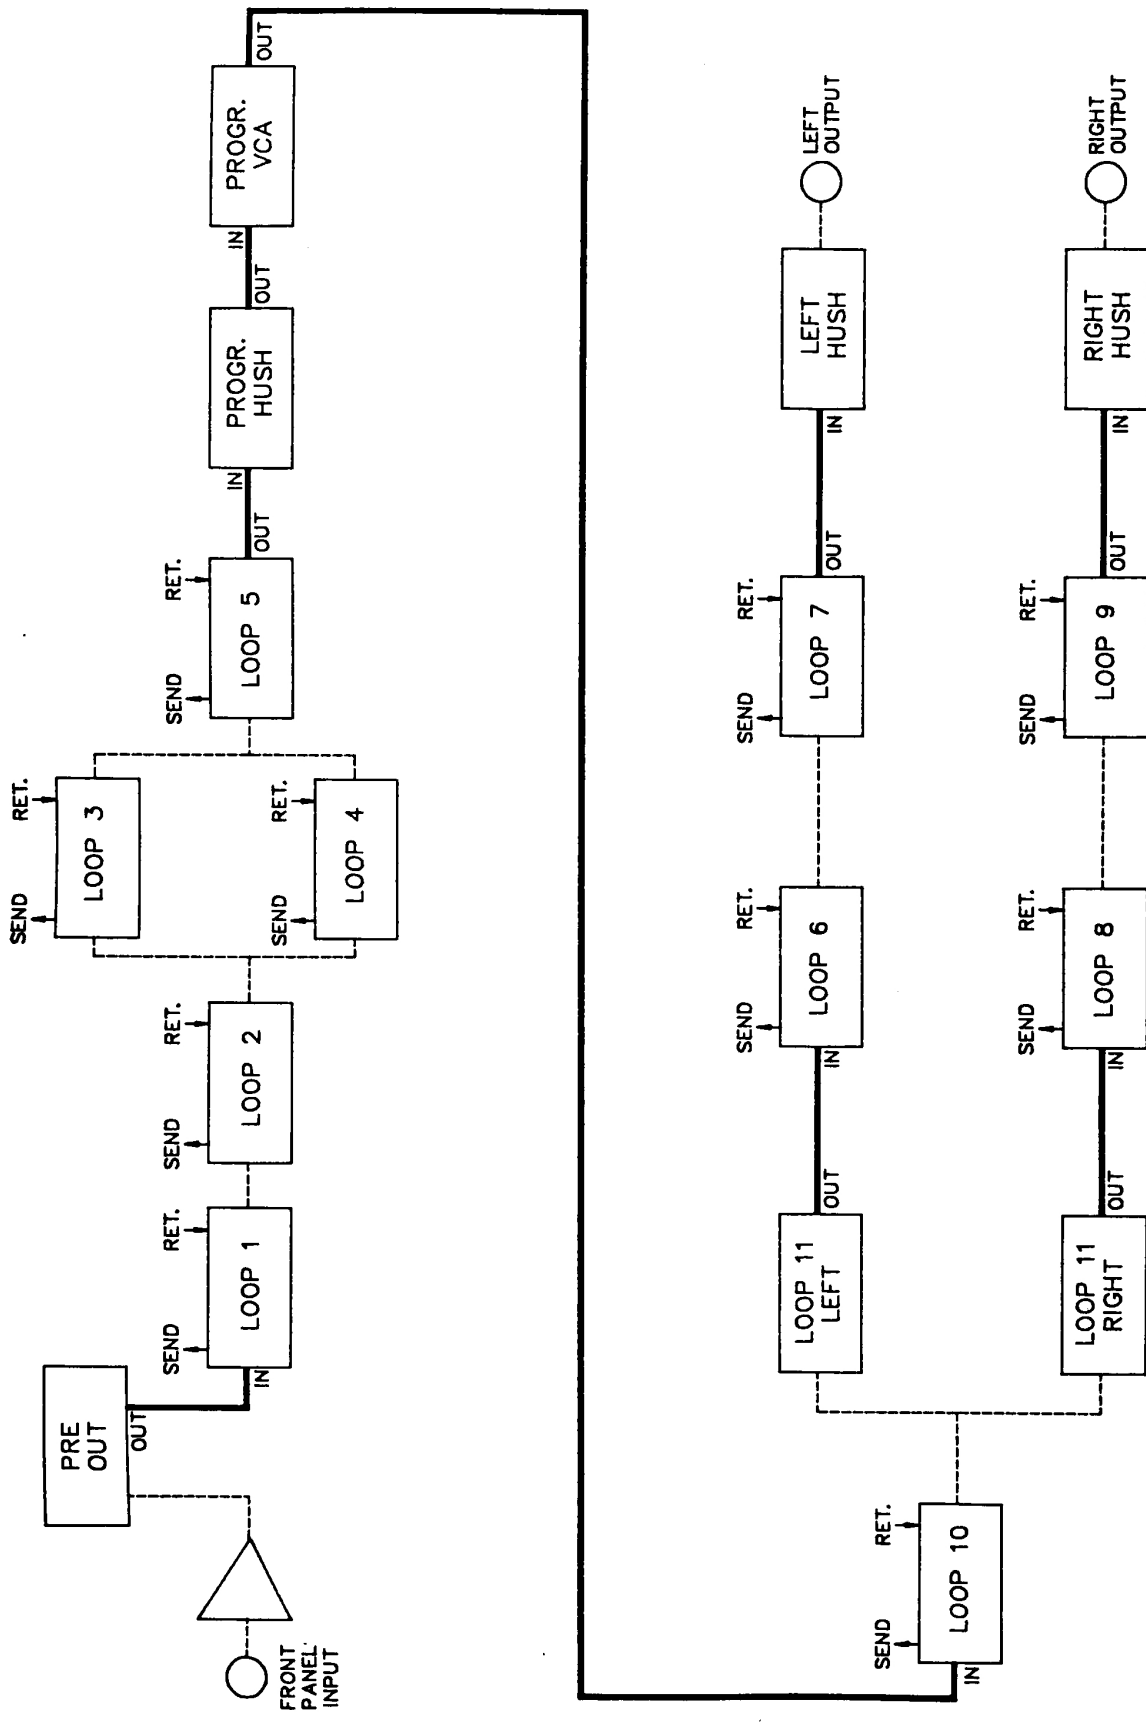 FRONT
PANEL
INPUT
PRE
OUT
OUT
IN
LOOP 1
SEND
RET.
LOOP 2
SEND
RET.
LOOP 3
SEND
RET.
LOOP 4
SEND
RET.
LOOP 5
SEND
RET.
OUT
IN
PROGR.
HUSH
OUT
IN
PROGR.
VCA
OUT
IN
LOOP 10
SEND
RET.
LOOP 11
LEFT
OUT
IN
LOOP 6
SEND
RET.
LOOP 7
SEND
RET.
OUT
IN
LEFT
HUSH
LEFT
OUTPUT
LOOP 11
RIGHT
OUT
IN
LOOP 8
SEND
RET.
LOOP 9
SEND
RET.
OUT
IN
RIGHT
HUSH
RIGHT
OUTPUT